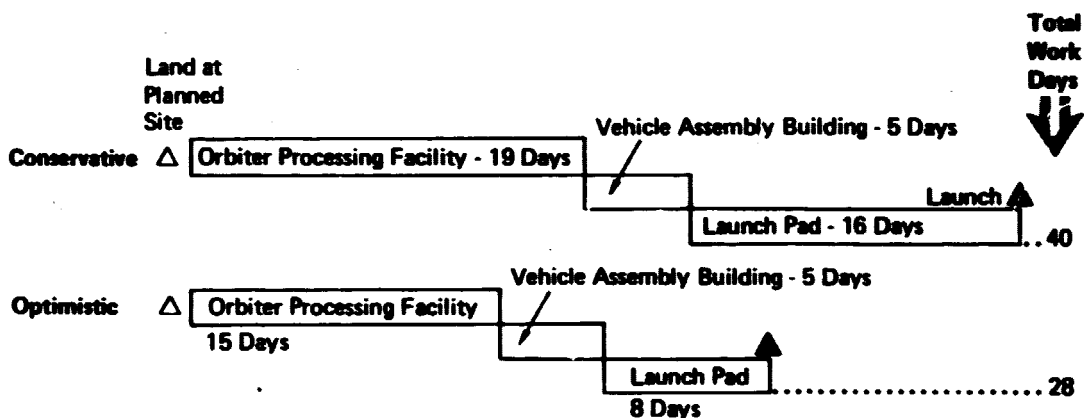 Total
Work
Days
Land at
Planned
Site
Vehicle Assembly Building - 5 Days
Conservative Orbiter Processing Facility - 19 Days
Launch
Launch Pad - 16 Days
..40
Vehicle Assembly Building - 5 Days
Optimistic Orbiter Processing Facility
15 Days
Launch Pad
28
8 Days